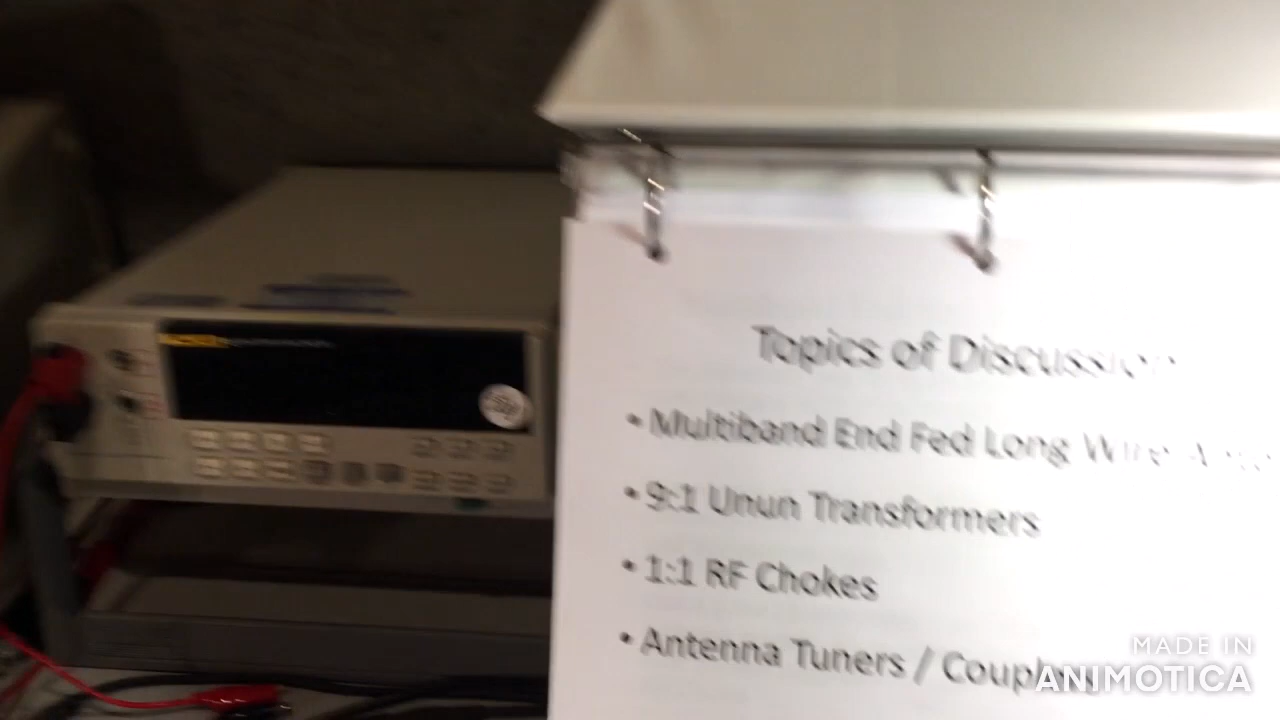 Topics of Discussion
• Multiband End Fed Long Wire
• 9:1 Unun Transformers
• 1:1 RF Chokes
• Antenna Tuners /
MADE IN
ANIMOTICA